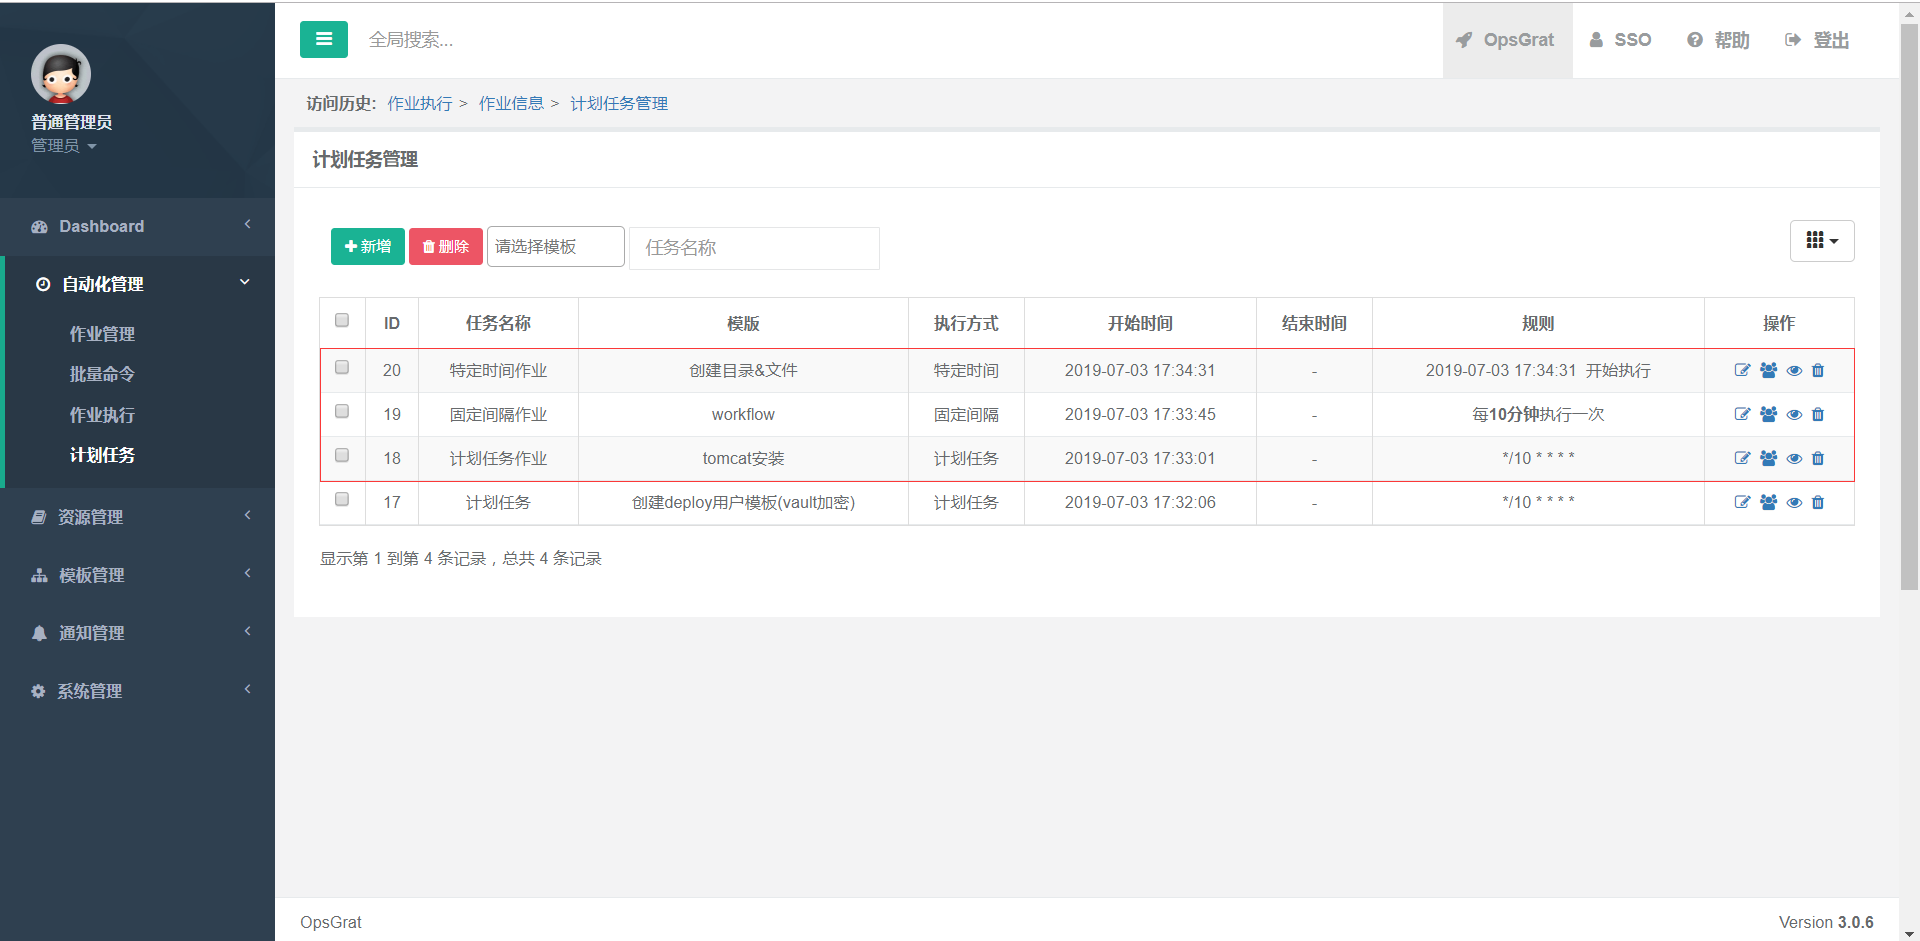 全局搜索...
OpsGrat SSO 帮助 登出
普通管理员
管理员
Dashboard
自动化管理
作业管理
批量命令
作业执行
计划任务
资源管理
模板管理
通知管理
系统管理
访问历史: 作业执行 > 作业信息 > 计划任务管理
计划任务管理
新增 删除 请选择模板 任务名称
ID 任务名称 模版 执行方式 开始时间 结束时间 规则 操作
20 特定时间作业 创建目录&文件 特定时间 2019-07-03 17:34:31 - 2019-07-03 17:34:31 开始执行
19 固定间隔作业 workflow 固定间隔 2019-07-03 17:33:45 - 每10分钟执行一次
18 计划任务作业 tomcat安装 计划任务 2019-07-03 17:33:01 - */10 * * * *
17 计划任务 创建deploy用户模板(vault加密) 计划任务 2019-07-03 17:32:06 - */10 * * * *
显示第 1 到第 4 条记录，总共 4 条记录
OpsGrat Version 3.0.6